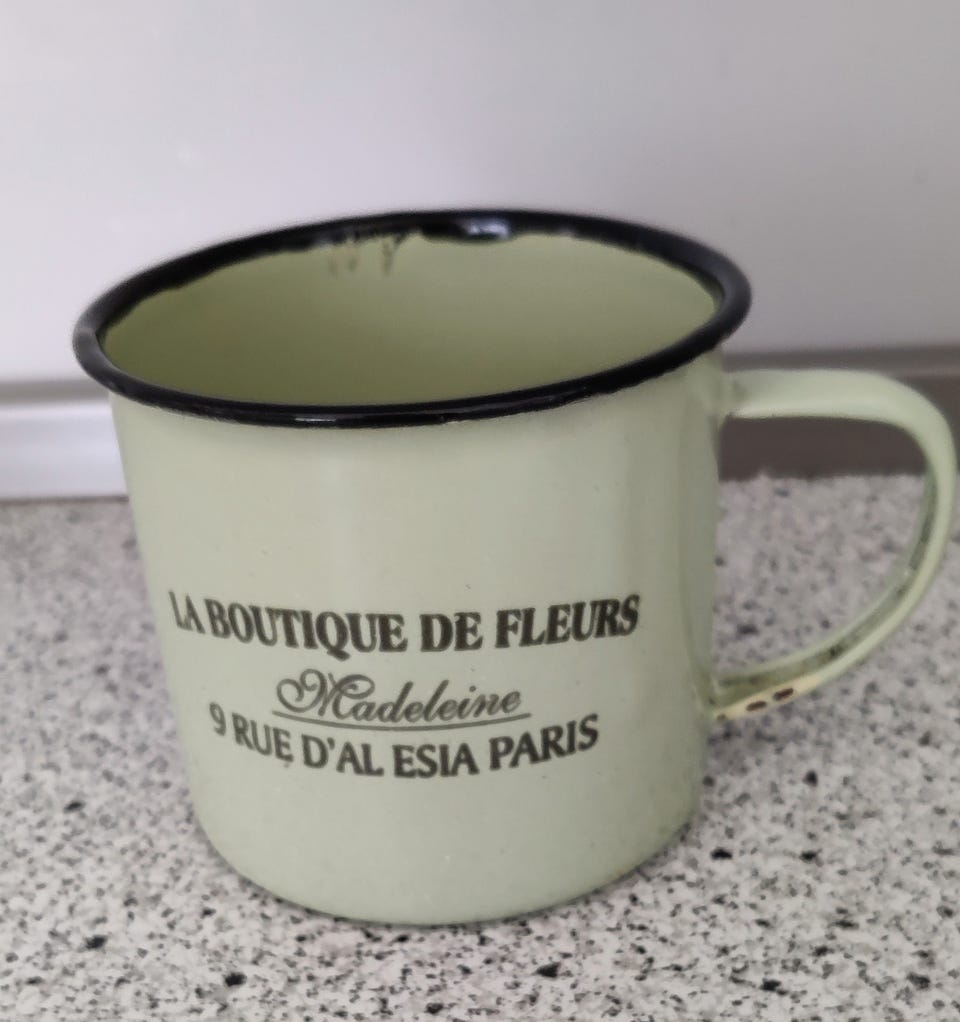 LA BOUTIQUE DE FLEURS
Madeleine
9 RUE D'AL ESIA PARIS